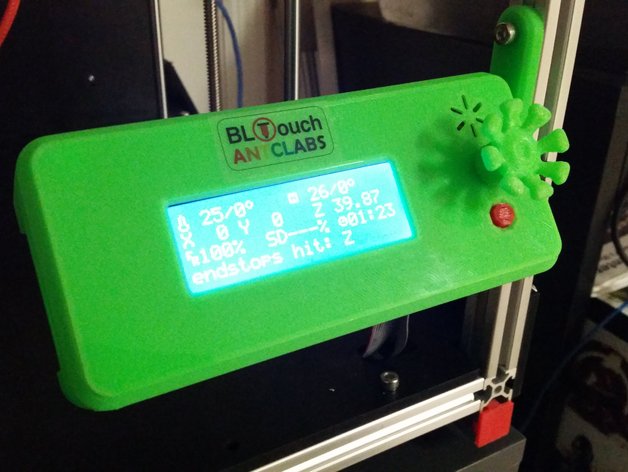 BLTouch
ANTCLABS
25/0° 26/0°
X 0 Y 0 Z 39.87
100% SD----% 01:23
endstops hit: Z